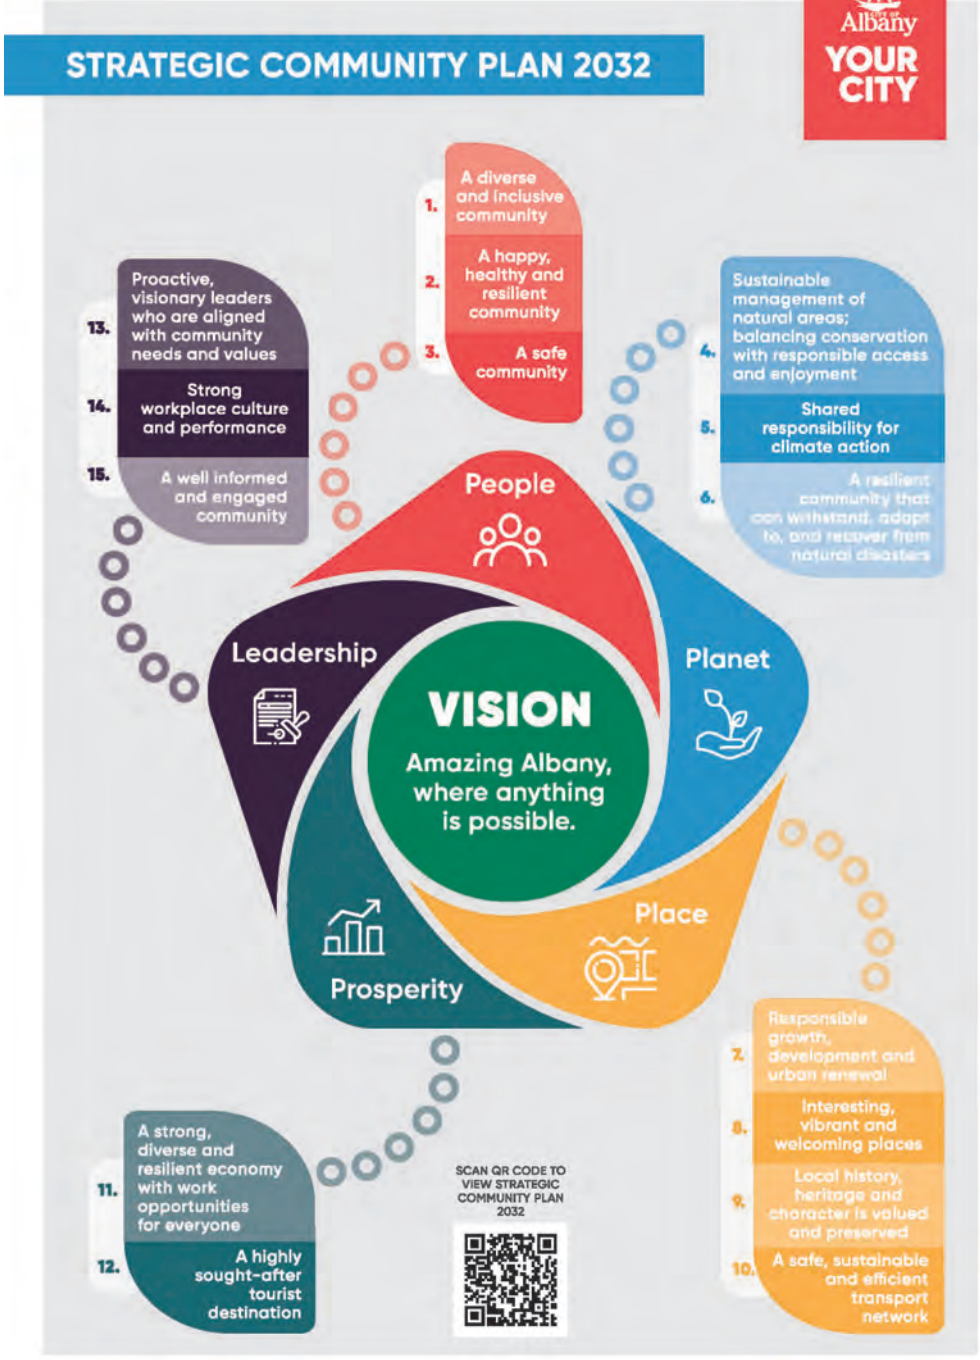 CITY OF
Albany
YOUR
CITY
STRATEGIC COMMUNITY PLAN 2032
1.
A diverse
and inclusive
community
2.
A happy,
healthy and
resilient
community
3.
A safe
community
4.
Sustainable
management of
natural areas;
balancing conservation
with responsible access
and enjoyment
5.
Shared
responsibility for
climate action
6.
A resilient
community that
can withstand, adapt
to, and recover from
natural disasters
13.
Proactive,
visionary leaders
who are aligned
with community
needs and values
14.
Strong
workplace culture
and performance
15.
A well informed
and engaged
community
People
Leadership
Planet
VISION
Amazing Albany,
where anything
is possible.
Place
Prosperity
7.
Responsible
growth,
development and
urban renewal
8.
Interesting,
vibrant and
welcoming places
9.
Local history,
heritage and
character is valued
and preserved
10.
A safe, sustainable
and efficient
transport
network
11.
A strong,
diverse and
resilient economy
with work
opportunities
for everyone
12.
A highly
sought-after
tourist
destination
SCAN QR CODE TO
VIEW STRATEGIC
COMMUNITY PLAN
2032